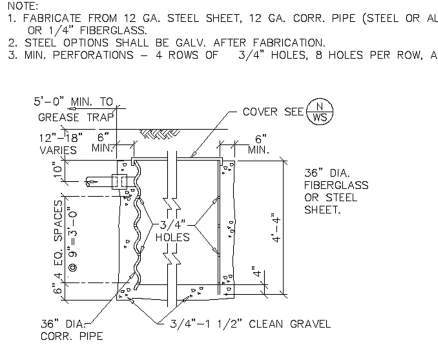 NOTE:
1. FABRICATE FROM 12 GA. STEEL SHEET, 12 GA. CORR. PIPE (STEEL OR AL
OR 1/4" FIBERGLASS.
2. STEEL OPTIONS SHALL BE GALV. AFTER FABRICATION.
3. MIN. PERFORATIONS – 4 ROWS OF 3/4" HOLES, 8 HOLES PER ROW, A
5'-0" MIN. TO
GREASE TRAP
COVER SEE N
WS
12"-18"
VARIES
6"
MIN.
6"
MIN.
10"
36" DIA.
FIBERGLASS
OR STEEL
SHEET.
3/4"
HOLES
4 EQ. SPACES
@ 9"=3'-0"
4'-4"
4"
6"
36" DIA.
CORR. PIPE
3/4"-1 1/2" CLEAN GRAVEL